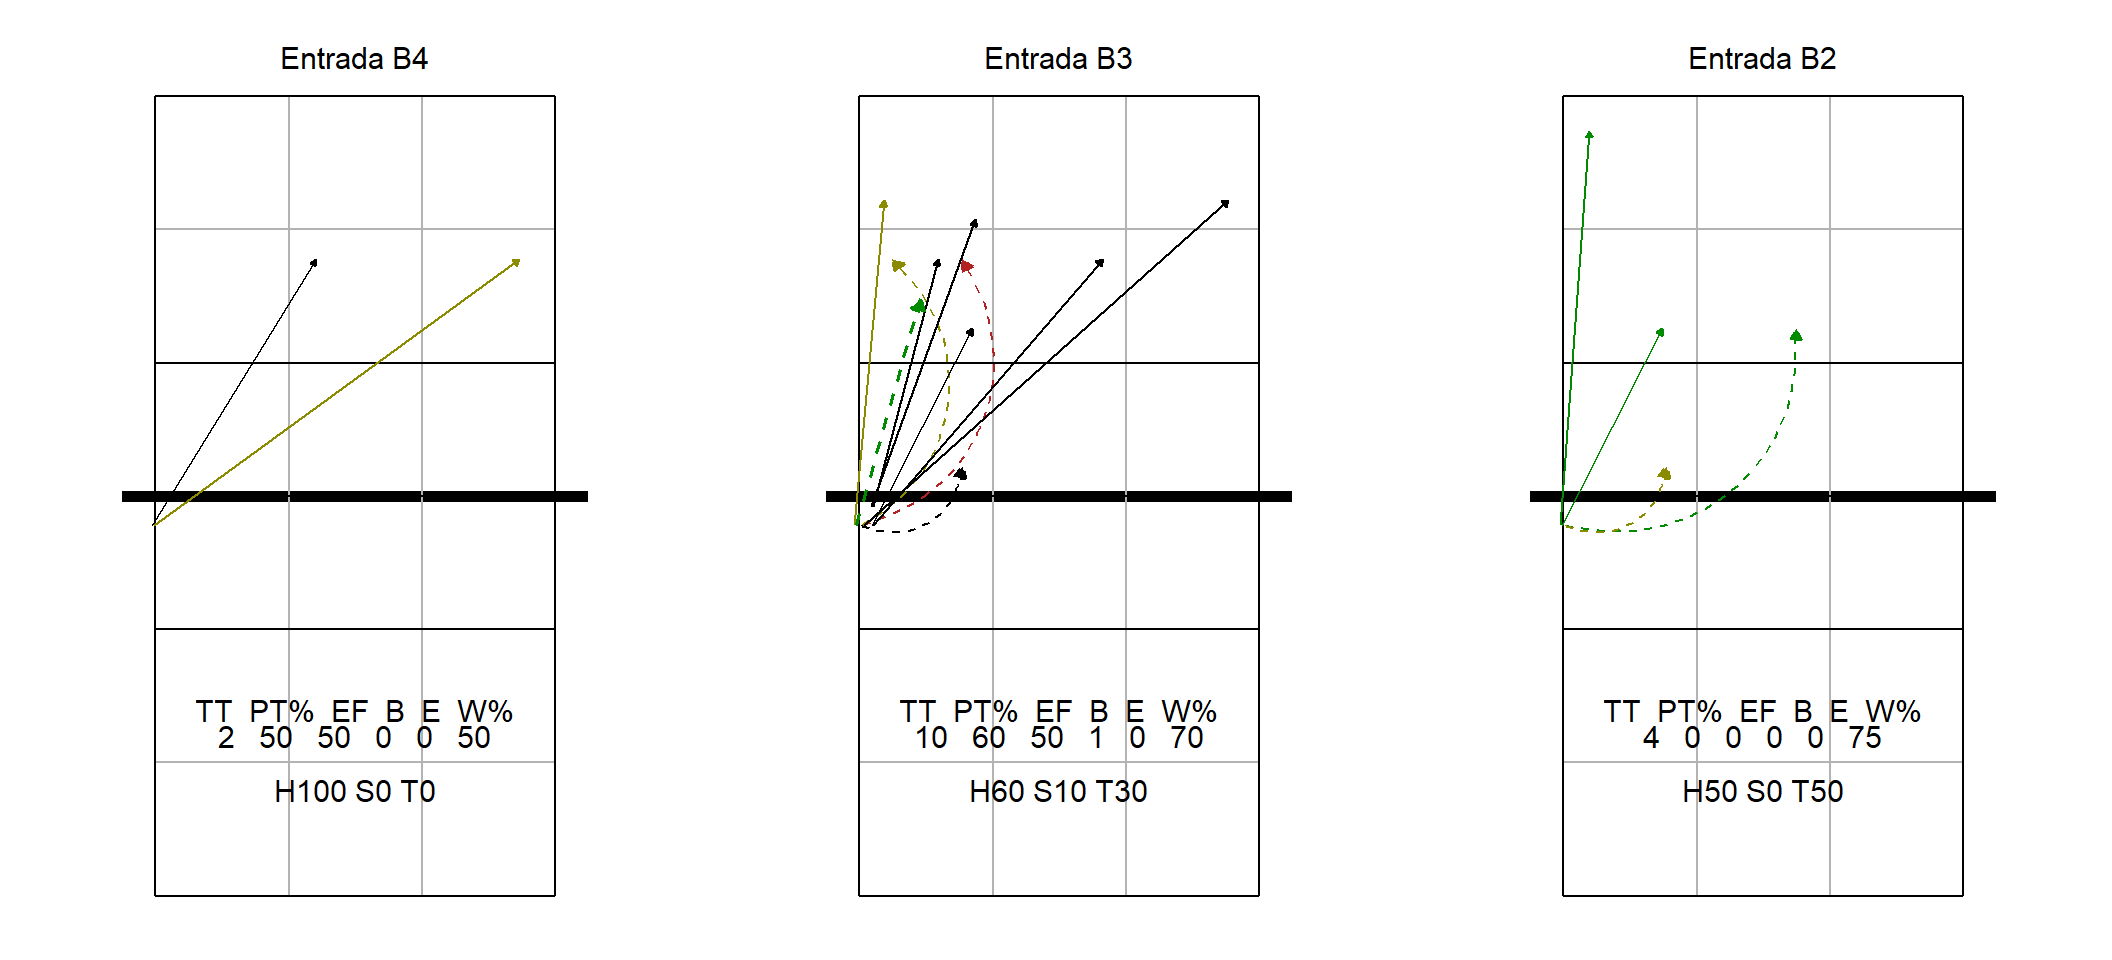 Entrada B4
TT PT% EF B E W%
2 50 50 0 0 50
H100 S0 T0
Entrada B3
TT PT% EF B E W%
10 60 50 1 0 70
H60 S10 T30
Entrada B2
TT PT% EF B E W%
4 0 0 0 0 75
H50 S0 T50